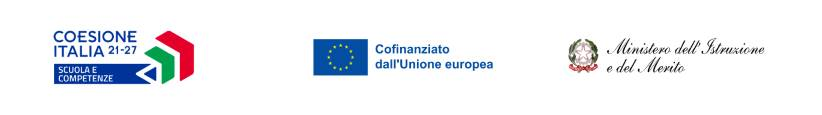 COESIONE
ITALIA 21-27
SCUOLA E
COMPETENZE
Cofinanziato
dall'Unione europea
Ministero dell'Istruzione
e del Merito